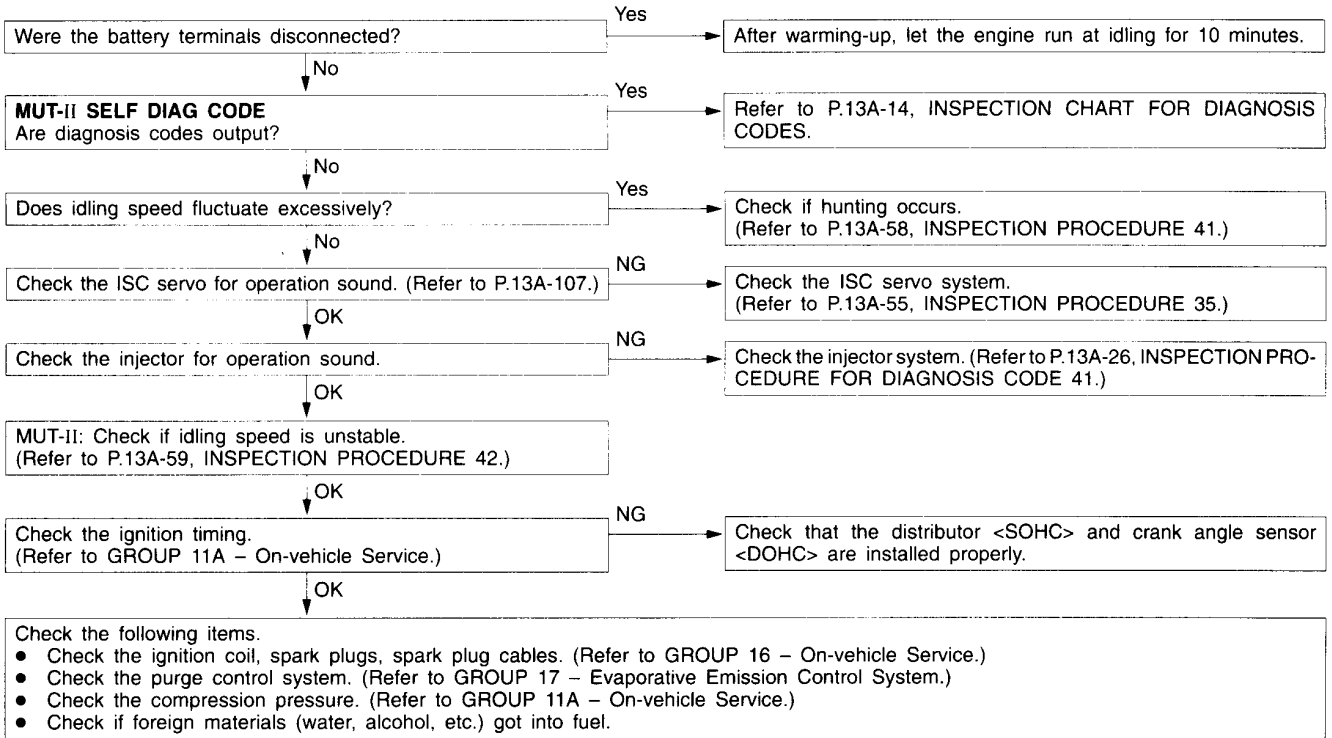 Were the battery terminals disconnected?
Yes
After warming-up, let the engine run at idling for 10 minutes.
No
MUT-II SELF DIAG CODE
Are diagnosis codes output?
Yes
Refer to P.13A-14, INSPECTION CHART FOR DIAGNOSIS
CODES.
No
Does idling speed fluctuate excessively?
Yes
Check if hunting occurs.
(Refer to P.13A-58, INSPECTION PROCEDURE 41.)
No
Check the ISC servo for operation sound. (Refer to P.13A-107.)
NG
Check the ISC servo system.
(Refer to P.13A-55, INSPECTION PROCEDURE 35.)
OK
Check the injector for operation sound.
NG
Check the injector system. (Refer to P.13A-26, INSPECTION PRO-
CEDURE FOR DIAGNOSIS CODE 41.)
OK
MUT-II: Check if idling speed is unstable.
(Refer to P.13A-59, INSPECTION PROCEDURE 42.)
OK
Check the ignition timing.
(Refer to GROUP 11A – On-vehicle Service.)
NG
Check that the distributor <SOHC> and crank angle sensor
<DOHC> are installed properly.
OK
Check the following items.
● Check the ignition coil, spark plugs, spark plug cables. (Refer to GROUP 16 – On-vehicle Service.)
● Check the purge control system. (Refer to GROUP 17 – Evaporative Emission Control System.)
● Check the compression pressure. (Refer to GROUP 11A – On-vehicle Service.)
● Check if foreign materials (water, alcohol, etc.) got into fuel.